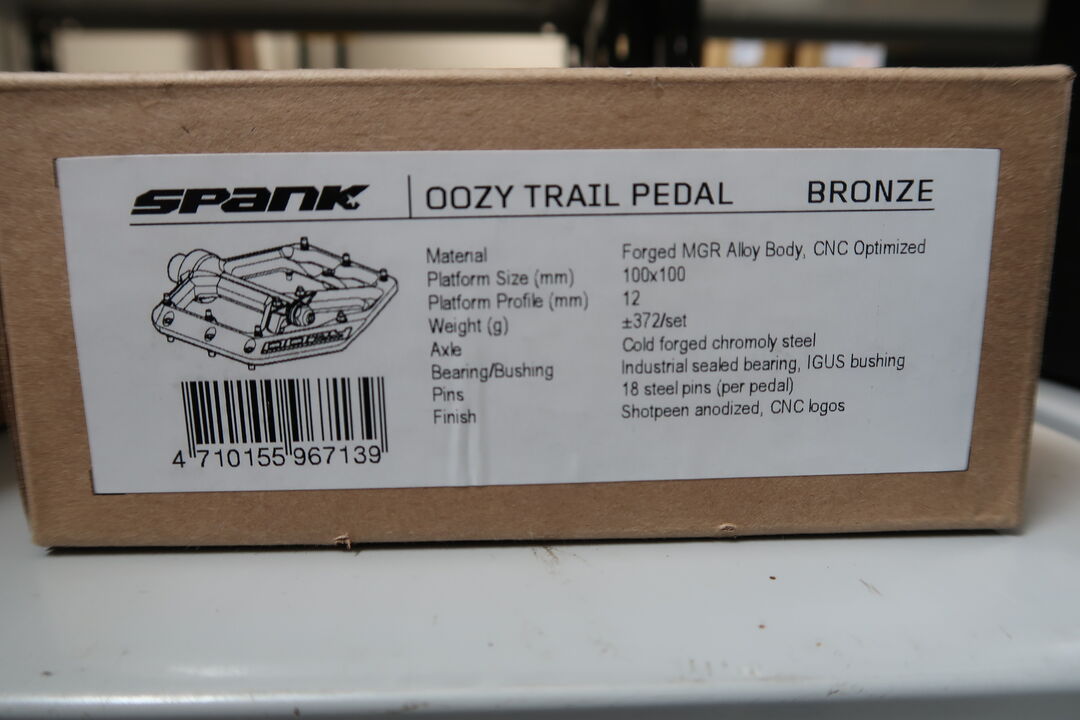 SPANK OOZY TRAIL PEDAL BRONZE
Material Forged MGR Alloy Body, CNC Optimized
Platform Size (mm) 100x100
Platform Profile (mm) 12
Weight (g) ±372/set
Axle Cold forged chromoly steel
Bearing/Bushing Industrial sealed bearing, IGUS bushing
Pins 18 steel pins (per pedal)
Finish Shotpeen anodized, CNC logos
4 710155 967139